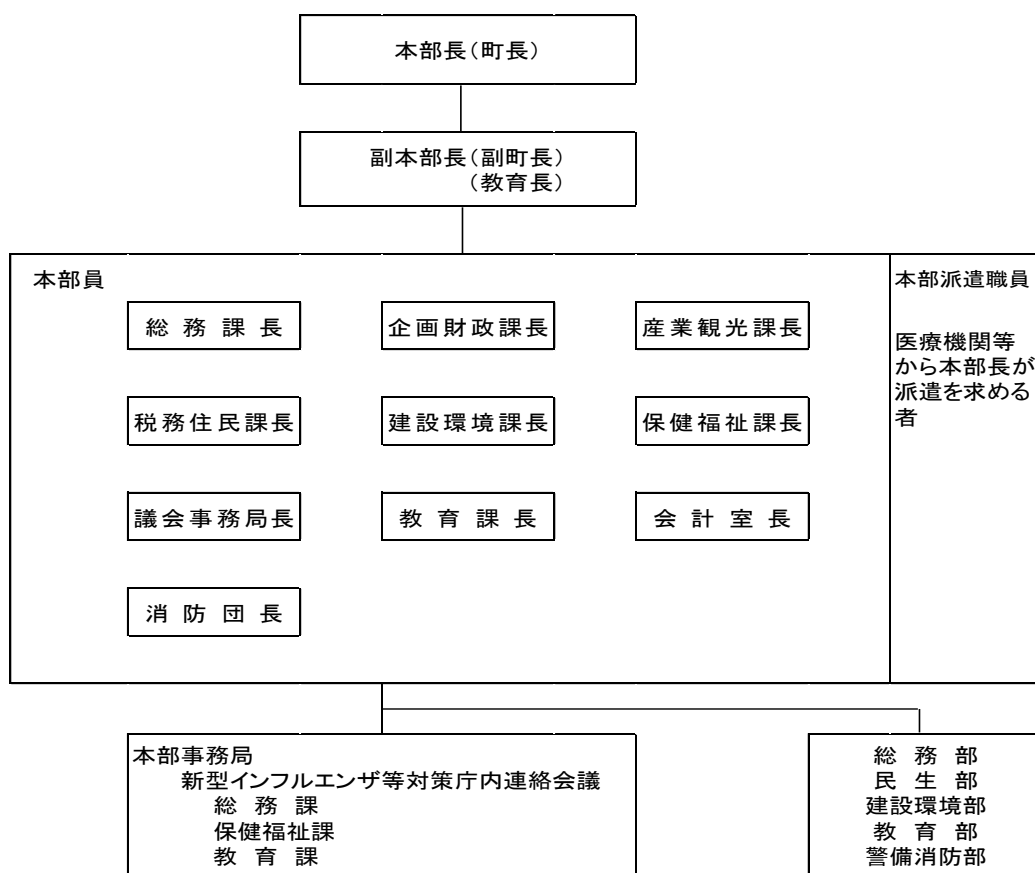 本部長（町長）
副本部長（副町長）
（教育長）
本部員
総務課長
企画財政課長
産業観光課長
税務住民課長
建設環境課長
保健福祉課長
議会事務局長
教育課長
会計室長
消防団長
本部派遣職員
医療機関等
から本部長が
派遣を求める
者
本部事務局
新型インフルエンザ等対策庁内連絡会議
総務課
保健福祉課
教育課
総務部
民生部
建設環境部
教育部
警備消防部